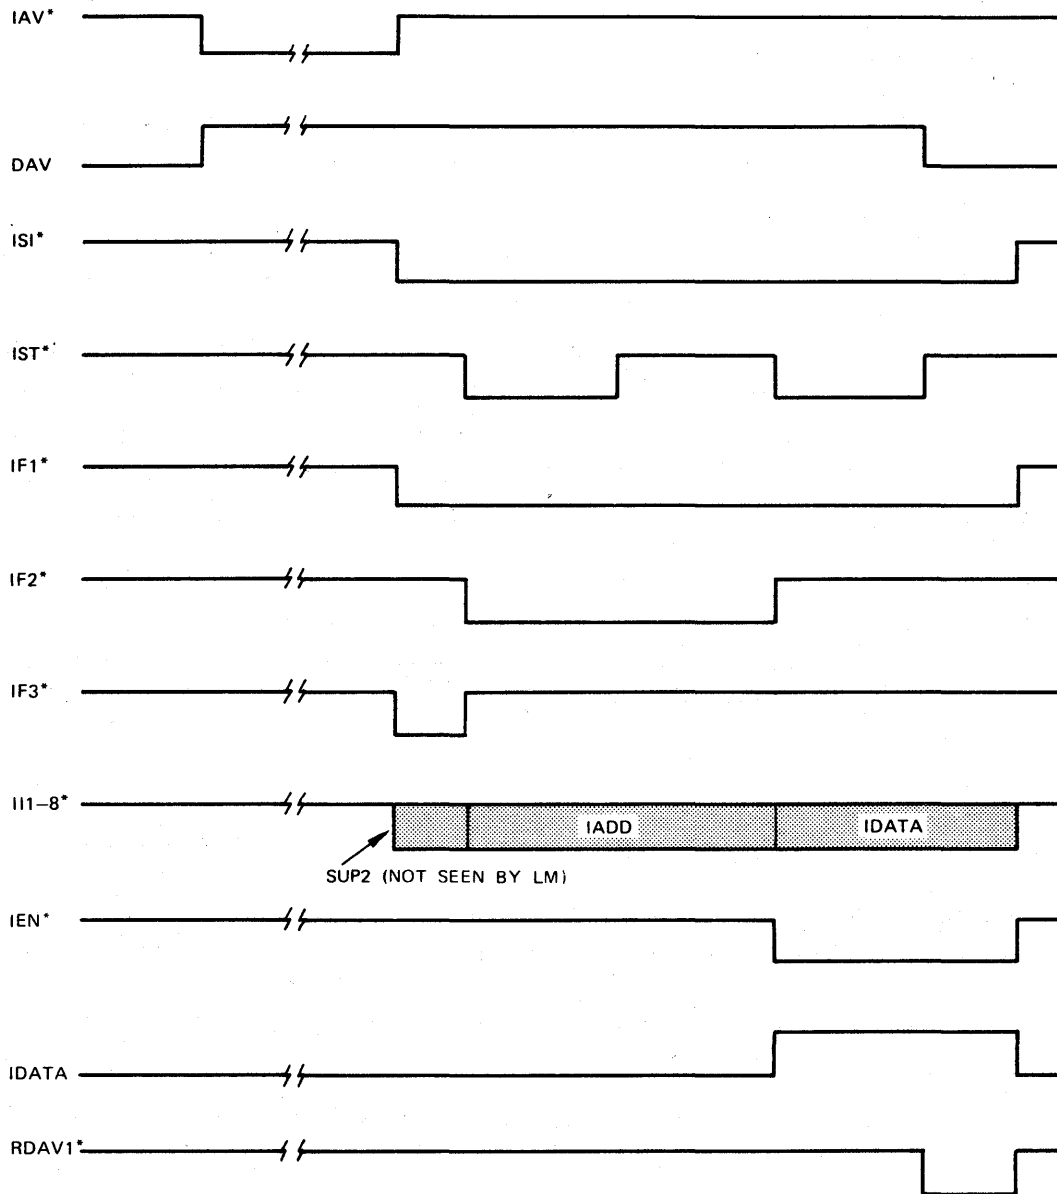 IAV*
DAV
ISI*
IST*
IF1*
IF2*
IF3*
II1–8*
IADD
IDATA
SUP2 (NOT SEEN BY LM)
IEN*
IDATA
RDAV1*